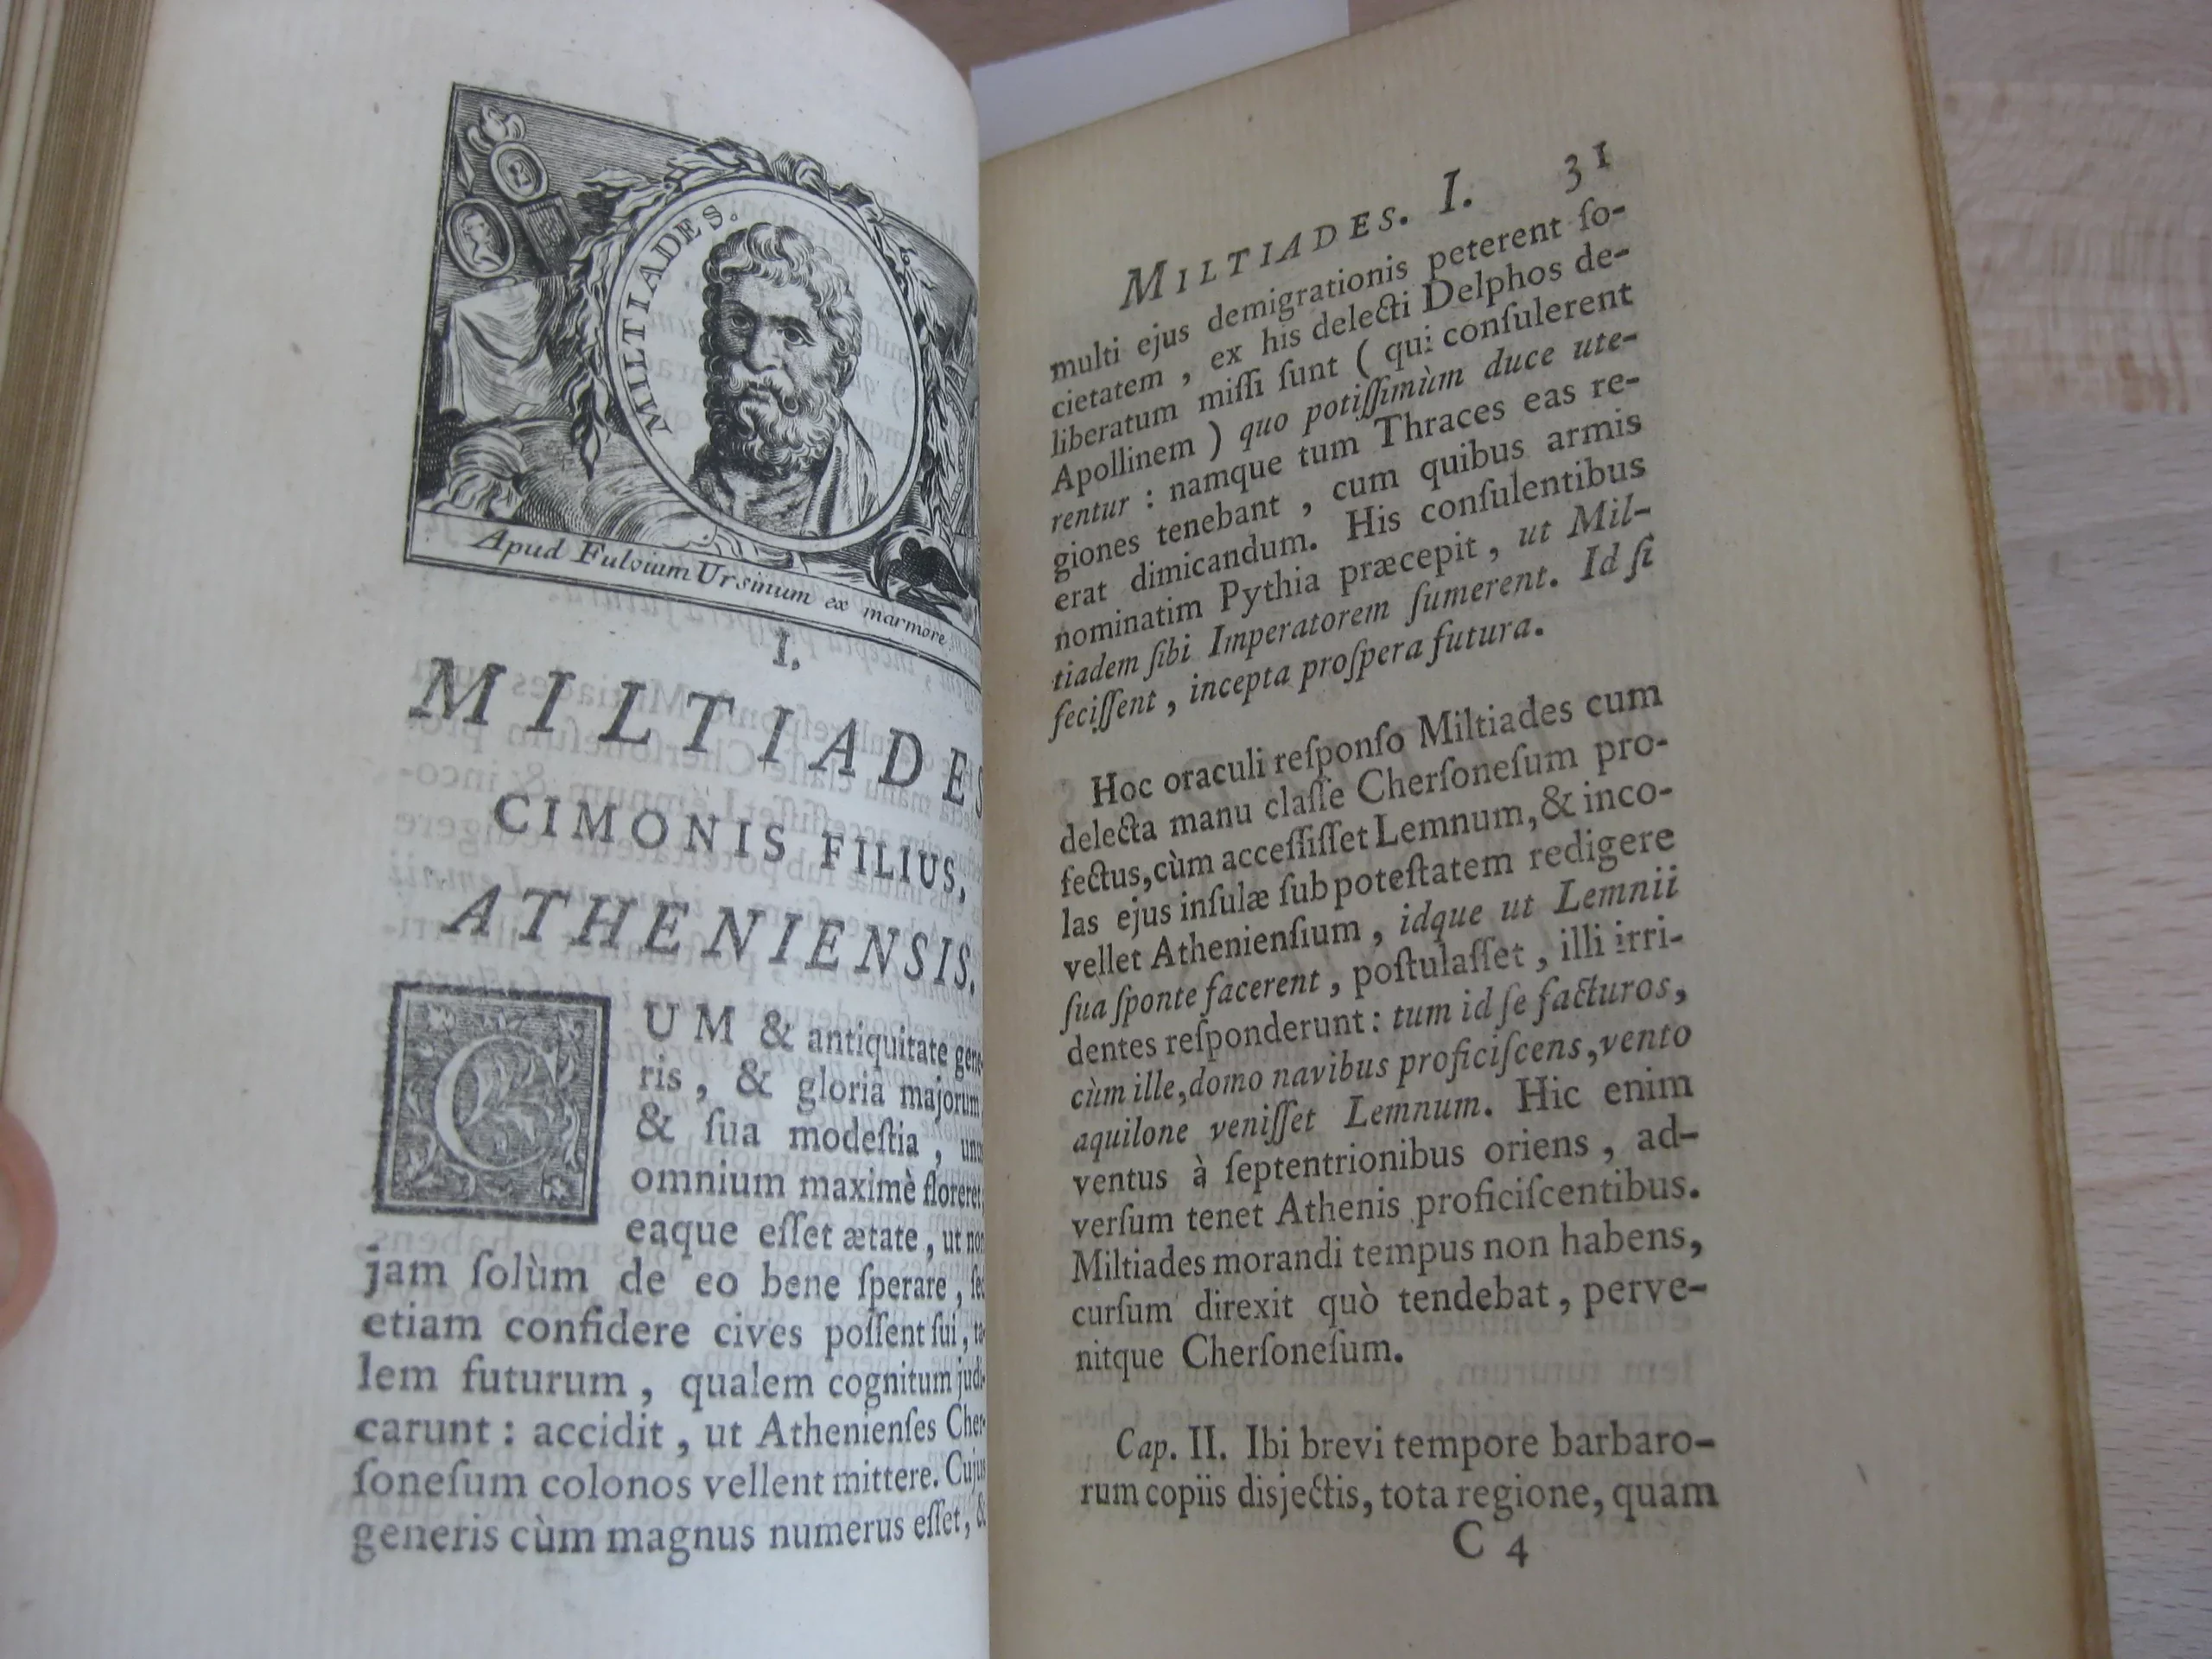 MILTIADES.
Apud Fulvium Ursinum ex marmore.
I.
MILTIADES
CIMONIS FILIUS,
ATHENIENSIS.
CUM & antiquitate gene-
ris, & gloria majorum
& ſua modeſtia, unus
omnium maximè floreret,
eaque eſſet ætate, ut non
jam ſolùm de eo bene ſperare, ſed
etiam confidere cives poſſent ſui, ta-
lem futurum, qualem cognitum judi-
carunt: accidit, ut Athenienſes Cher-
ſoneſum colonos vellent mittere. Cujus
generis cùm magnus numerus eſſet, &
MILTIADES. I. 31
multi ejus demigrationis peterent ſo-
cietatem, ex his delecti Delphos de-
liberatum miſſi ſunt (qui conſulerent
Apollinem) quo potiſſimùm duce ute-
rentur: namque tum Thraces eas re-
giones tenebant, cum quibus armis
erat dimicandum. His conſulentibus
nominatim Pythia præcepit, ut Mil-
tiadem ſibi Imperatorem ſumerent. Id ſi
feciſſent, incepta proſpera futura.
Hoc oraculi reſponſo Miltiades cum
delecta manu claſſe Cherſoneſum pro-
fectus, cùm acceſſiſſet Lemnum, & inco-
las ejus inſulæ ſub poteſtatem redigere
vellet Athenienſium, idque ut Lemnii
ſua ſponte facerent, poſtulaſſet, illi irri-
dentes reſponderunt: tum id ſe facturos,
cùm ille, domo navibus proficiſcens, vento
aquilone veniſſet Lemnum. Hic enim
ventus à ſeptentrionibus oriens, ad-
verſum tenet Athenis proficiſcentibus.
Miltiades morandi tempus non habens,
curſum direxit quò tendebat, perve-
nitque Cherſoneſum.
Cap. II. Ibi brevi tempore barbaro-
rum copiis disjectis, tota regione, quam
C 4